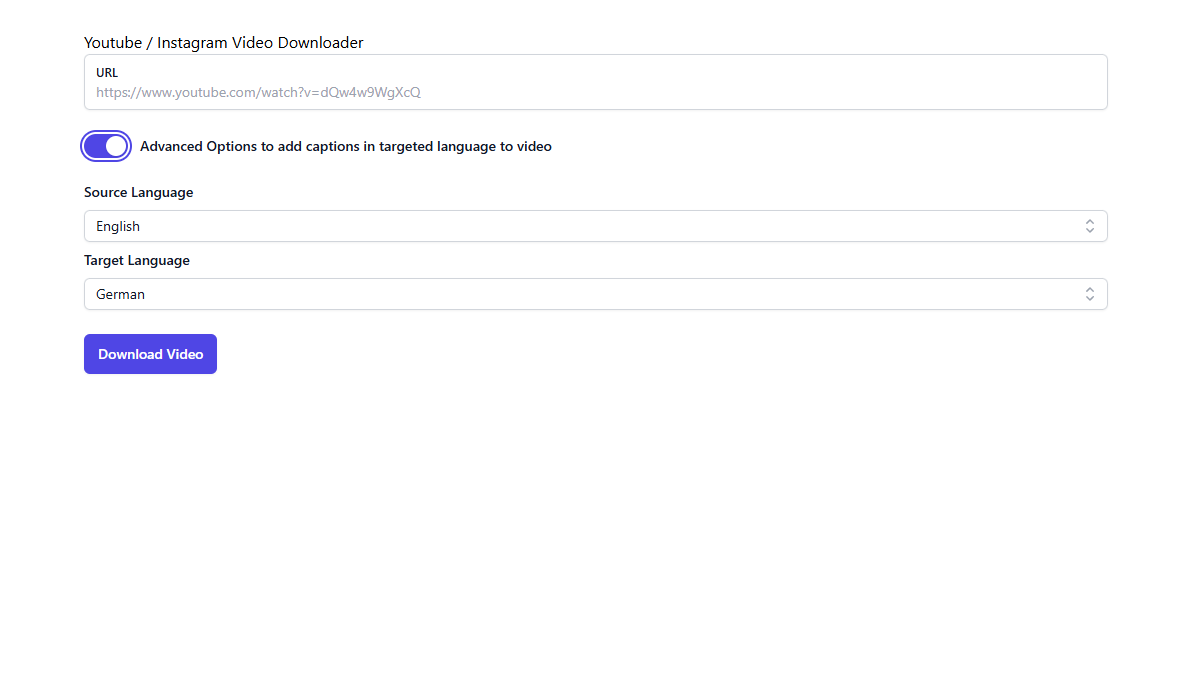 Youtube / Instagram Video Downloader
URL
https://www.youtube.com/watch?v=dQw4w9WgXcQ
Advanced Options to add captions in targeted language to video
Source Language
English
Target Language
German
Download Video